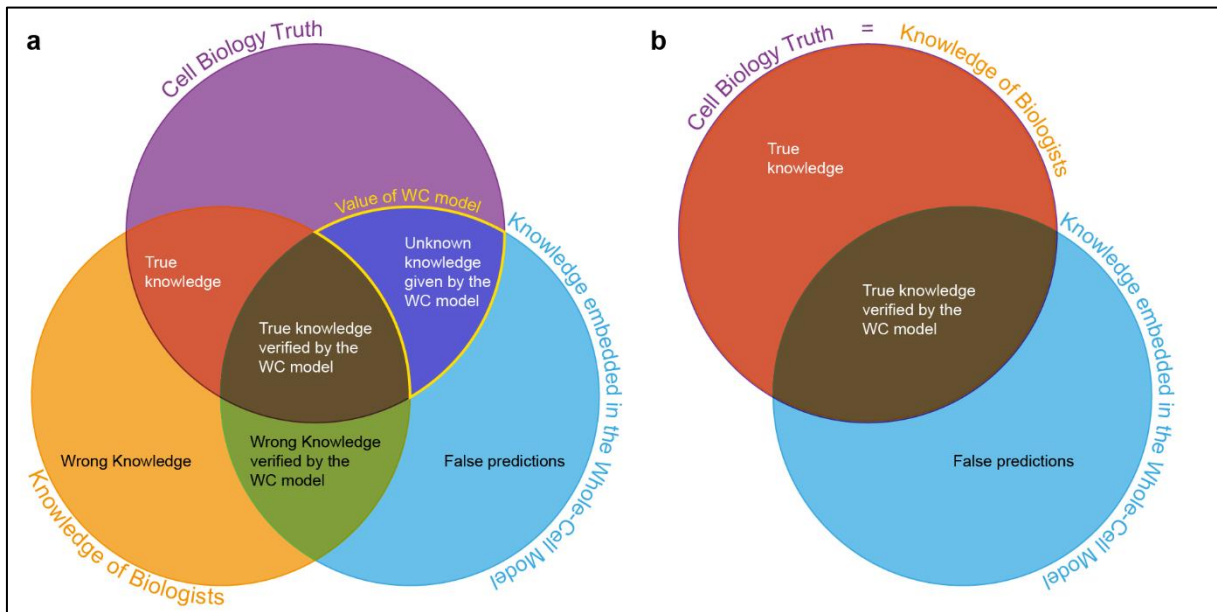 a
Cell Biology Truth
Value of WC model
Knowledge embedded in the Whole-Cell Model
Unknown
knowledge
given by the
WC model
True
knowledge
True knowledge
verified by the
WC model
Wrong Knowledge
Wrong Knowledge
verified by the
WC model
False predictions
Knowledge of Biologists
b
Cell Biology Truth = Knowledge of Biologists
True
knowledge
Knowledge embedded in the Whole-Cell Model
True knowledge
verified by the
WC model
False predictions